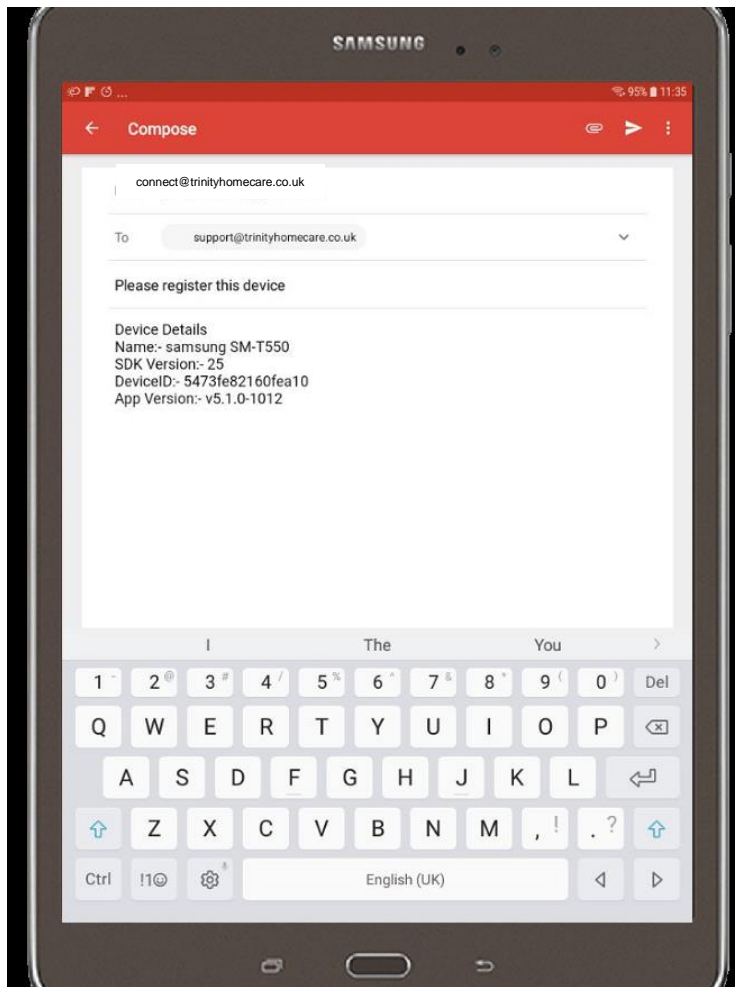 SAMSUNG
... 95% 11:35
Compose
connect@trinityhomecare.co.uk
To support@trinityhomecare.co.uk
Please register this device
Device Details
Name:- samsung SM-T550
SDK Version:- 25
DeviceID:- 5473fe82160fea10
App Version:- v5.1.0-1012
I The You
1 - 2 @ 3 # 4 / 5 % 6 ^ 7 & 8 * 9 ( 0 ) Del
Q W E R T Y U I O P
A S D F G H J K L
Z X C V B N M , ! . ?
Ctrl !1☺ English (UK)